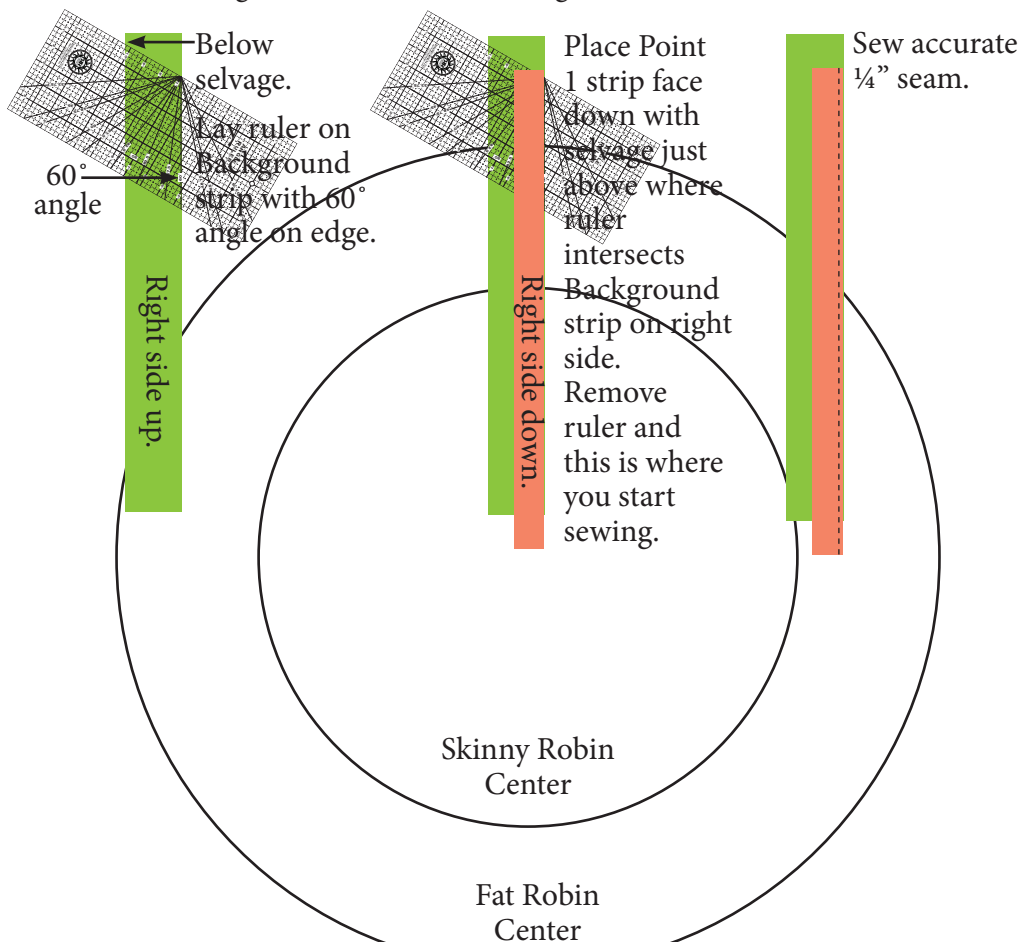 Below
selvage.
Lay ruler on
Background
strip with 60˚
angle on edge.
60˚
angle
Right side up.
Place Point
1 strip face
down with
selvage just
above where
ruler
intersects
Background
strip on right
side.
Remove
ruler and
this is where
you start
sewing.
Right side down.
Sew accurate
¼” seam.
Skinny Robin
Center
Fat Robin
Center